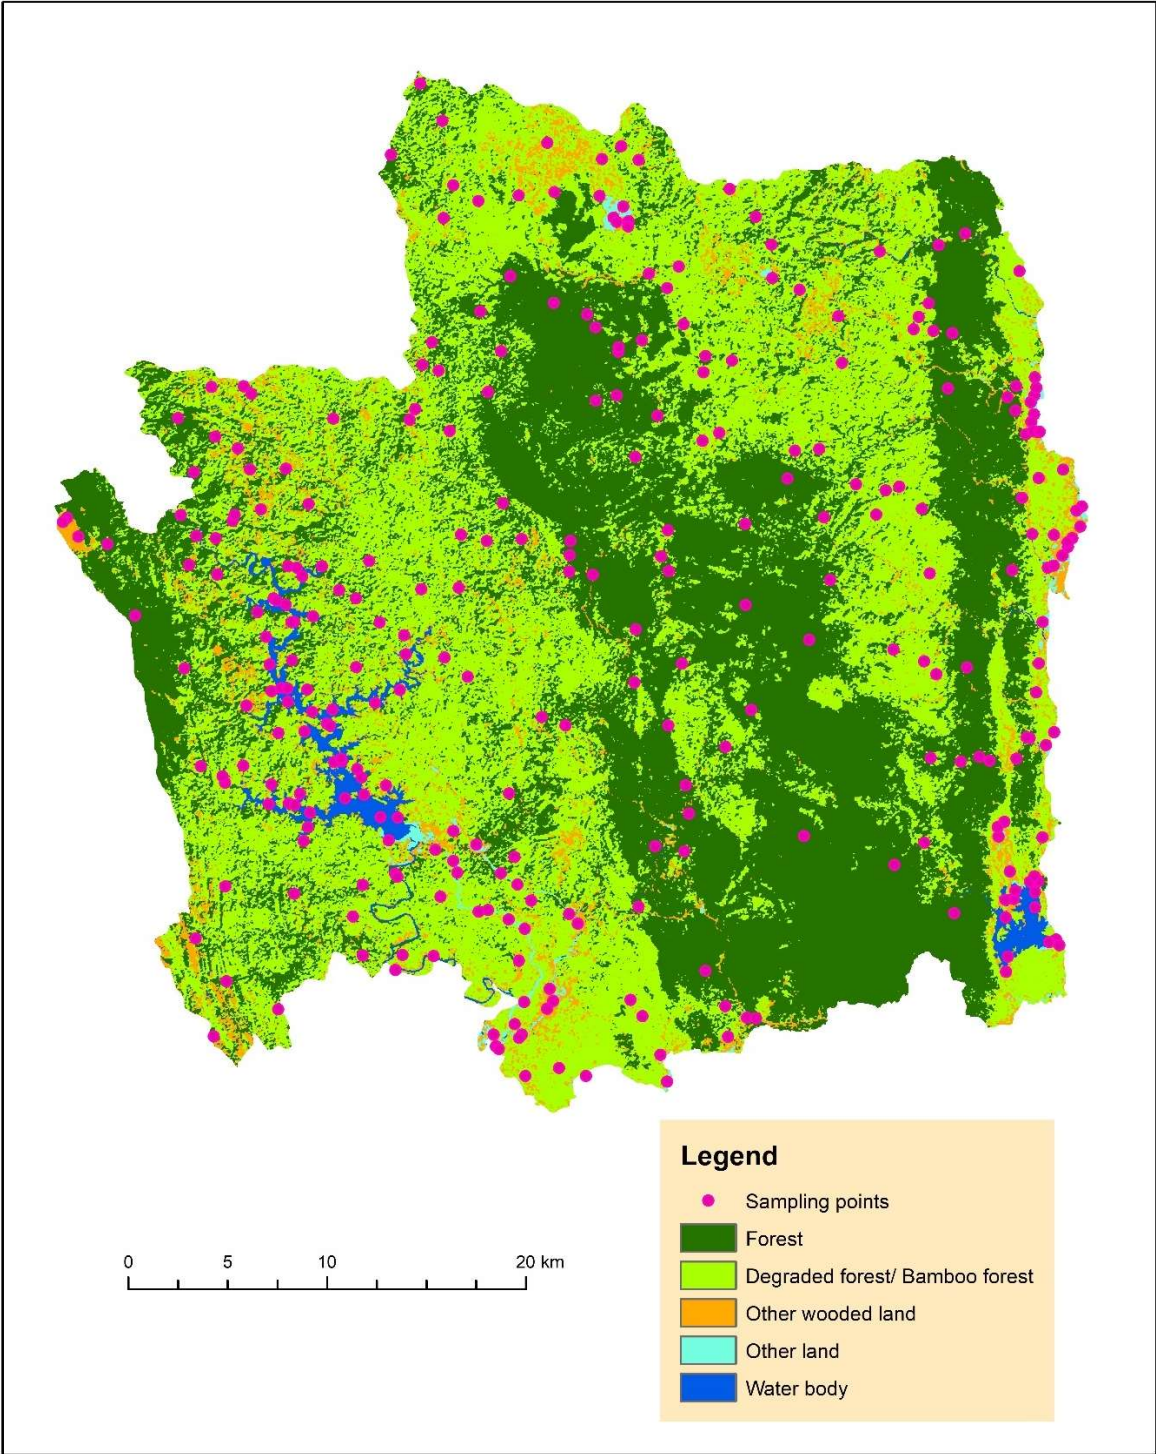 Legend
Sampling points
Forest
Degraded forest/ Bamboo forest
Other wooded land
Other land
Water body
0 5 10 20 km